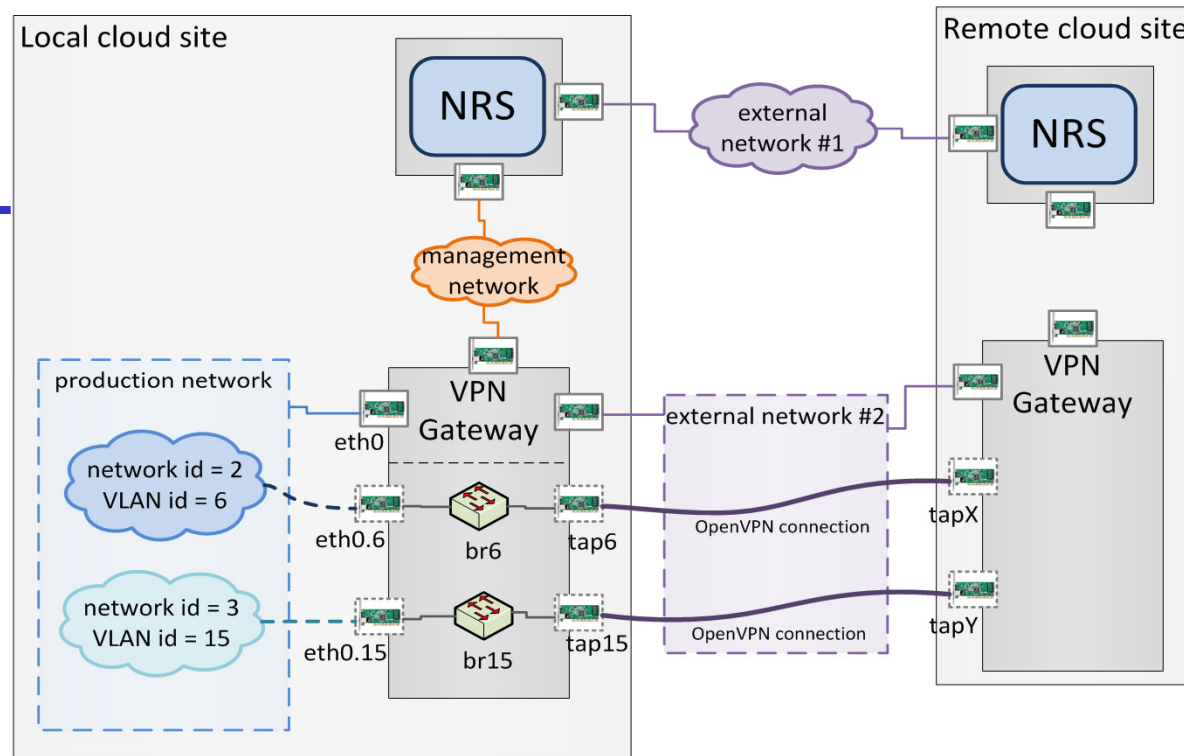 Local cloud site
Remote cloud site
NRS
external
network #1
NRS
management
network
production network
VPN
Gateway
eth0
external network #2
VPN
Gateway
network id = 2
VLAN id = 6
eth0.6
br6
tap6
OpenVPN connection
tapX
network id = 3
VLAN id = 15
eth0.15
br15
tap15
OpenVPN connection
tapY